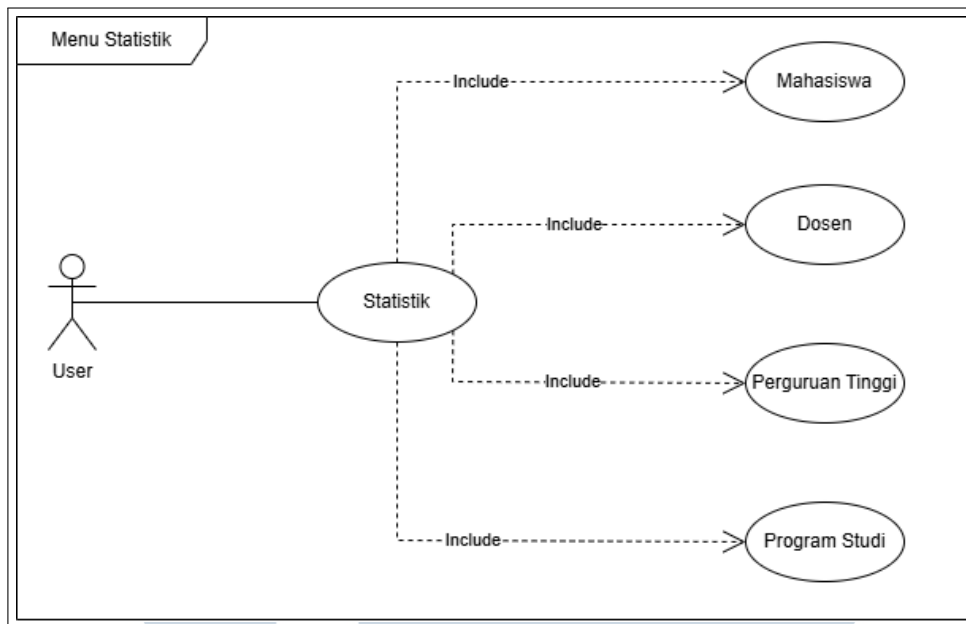 Menu Statistik
Include
Mahasiswa
Include
Dosen
Statistik
User
Include
Perguruan Tinggi
Include
Program Studi